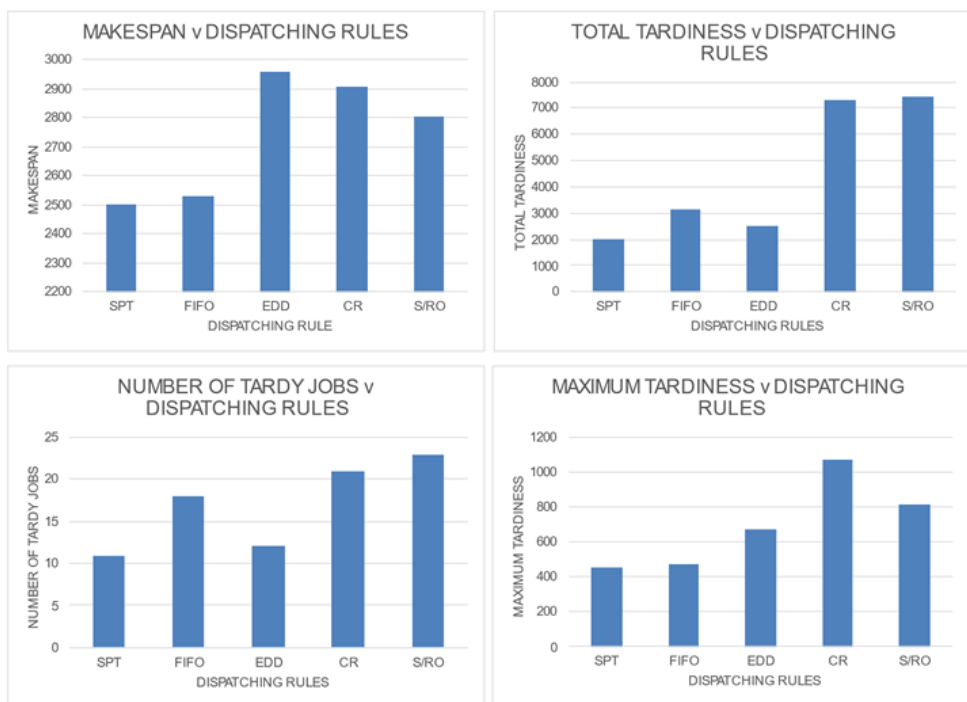 MAKESPAN v DISPATCHING RULES
3000
2900
2800
2700
2600
2500
2400
2300
2200
MAKESPAN
SPT FIFO EDD CR S/RO
DISPATCHING RULE
TOTAL TARDINESS v DISPATCHING
RULES
8000
7000
6000
5000
4000
3000
2000
1000
0
TOTAL TARDINESS
SPT FIFO EDD CR S/RO
DISPATCHING RULES
NUMBER OF TARDY JOBS v
DISPATCHING RULES
25
20
15
10
5
0
NUMBER OF TARDY JOBS
SPT FIFO EDD CR S/RO
DISPATCHING RULES
MAXIMUM TARDINESS v DISPATCHING
RULES
1200
1000
800
600
400
200
0
MAXIMUM TARDINESS
SPT FIFO EDD CR S/RO
DISPATCHING RULES